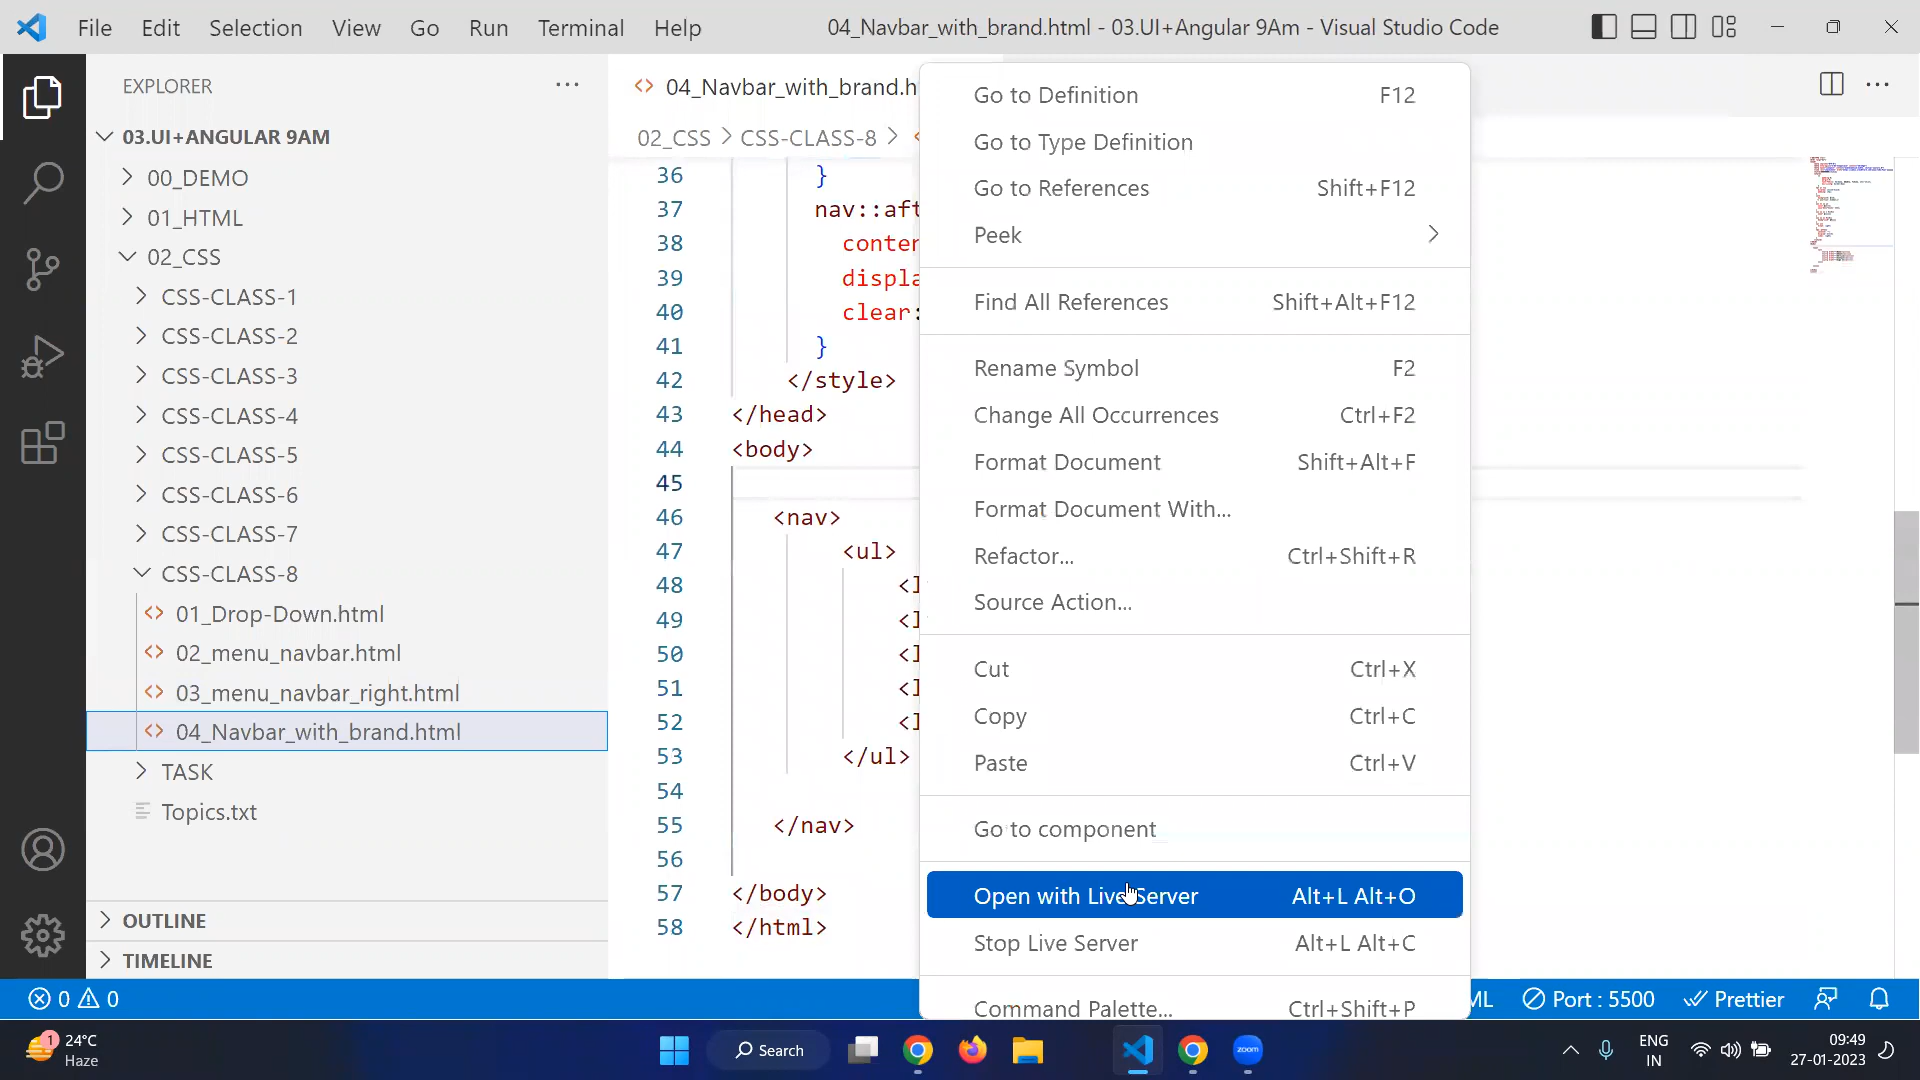 File Edit Selection View Go Run Terminal Help
04_Navbar_with_brand.html - 03.UI+Angular 9Am - Visual Studio Code
EXPLORER
03.UI+ANGULAR 9AM
00_DEMO
01_HTML
02_CSS
CSS-CLASS-1
CSS-CLASS-2
CSS-CLASS-3
CSS-CLASS-4
CSS-CLASS-5
CSS-CLASS-6
CSS-CLASS-7
CSS-CLASS-8
01_Drop-Down.html
02_menu_navbar.html
03_menu_navbar_right.html
04_Navbar_with_brand.html
TASK
Topics.txt
OUTLINE
TIMELINE
04_Navbar_with_brand.h
02_CSS > CSS-CLASS-8 >
36 }
37 nav::aft
38 conten
39 displa
40 clear:
41 }
42 </style>
43 </head>
44 <body>
45
46 <nav>
47 <ul>
48 <l
49 <l
50 <l
51 <l
52 <l
53 </ul>
54
55 </nav>
56
57 </body>
58 </html>
Go to Definition F12
Go to Type Definition
Go to References Shift+F12
Peek
Find All References Shift+Alt+F12
Rename Symbol F2
Change All Occurrences Ctrl+F2
Format Document Shift+Alt+F
Format Document With...
Refactor... Ctrl+Shift+R
Source Action...
Cut Ctrl+X
Copy Ctrl+C
Paste Ctrl+V
Go to component
Open with Live Server Alt+L Alt+O
Stop Live Server Alt+L Alt+C
Command Palette... Ctrl+Shift+P
0 0
ML Port : 5500 Prettier
1
24°C
Haze
Search
zoom
ENG
IN
09:49
27-01-2023